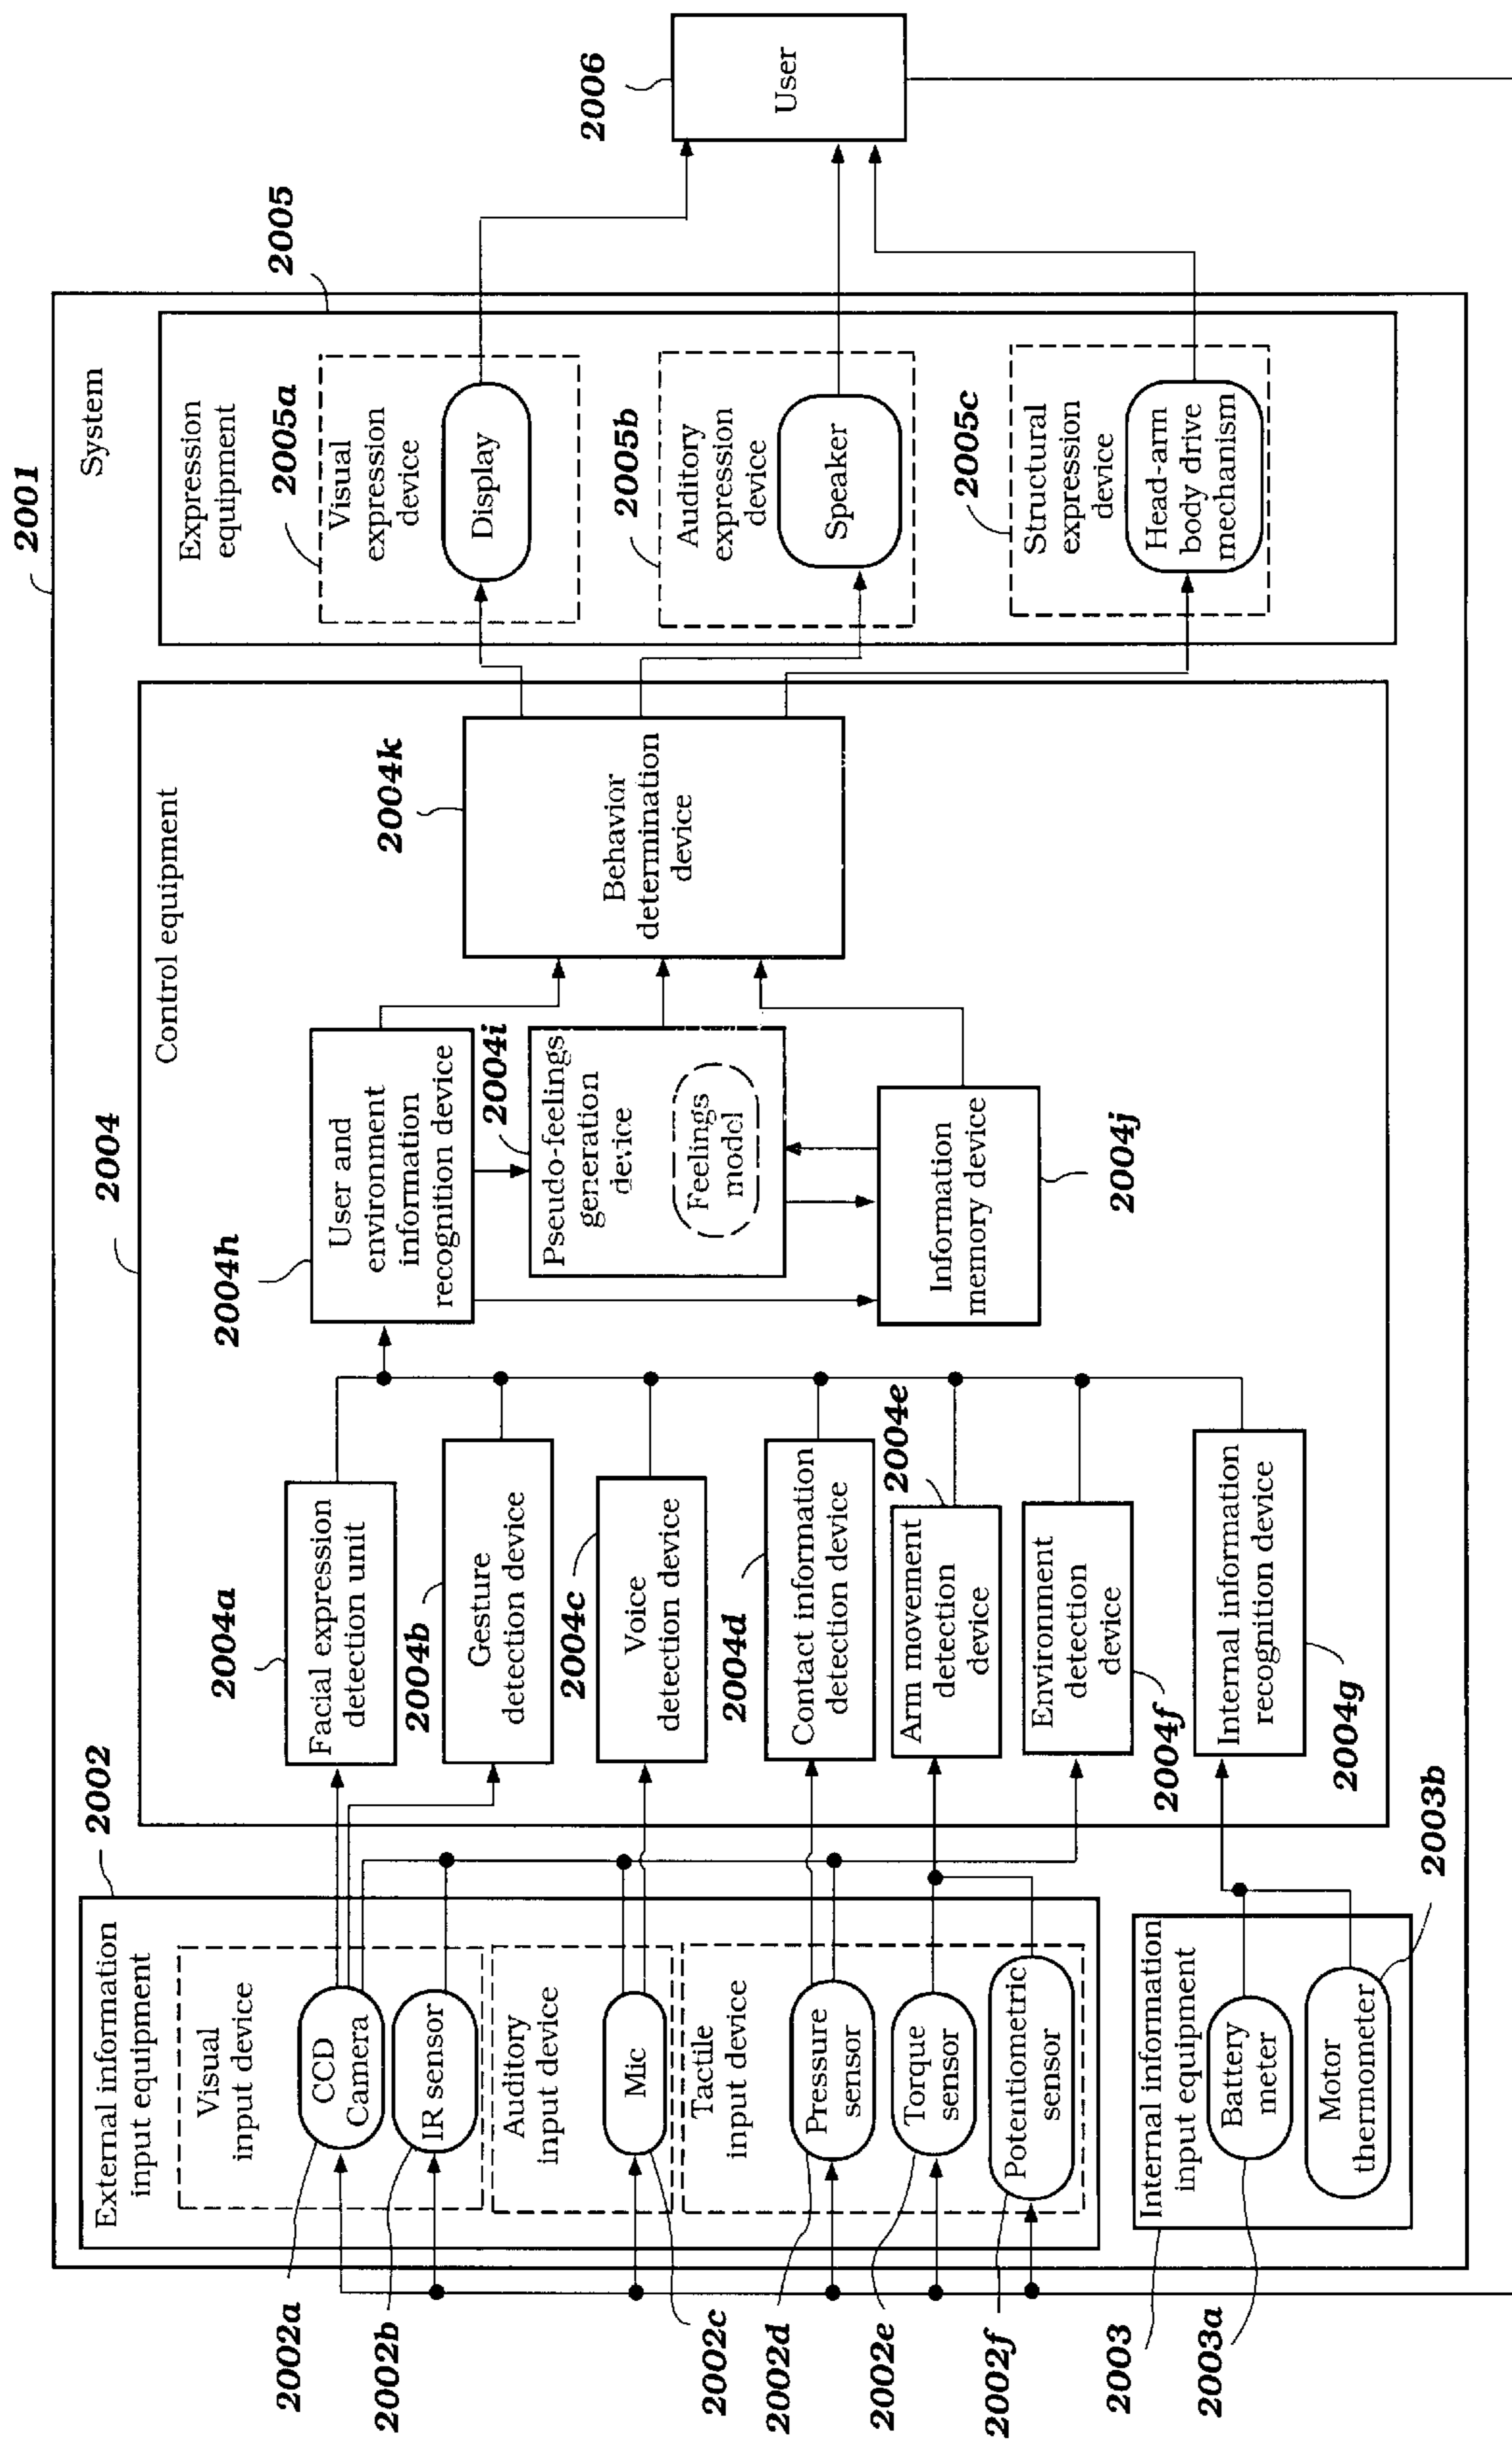 2001
System
2002
External information
input equipment
Visual
input device
CCD
Camera
IR sensor
2002a
2002b
Auditory
input device
Mic
2002c
Tactile
input device
Pressure
sensor
2002d
Torque
sensor
2002e
Potentiometric
sensor
2002f
2003
Internal information
input equipment
Battery
meter
2003a
Motor
thermometer
2003b
2004
Control equipment
2004a
Facial expression
detection unit
2004b
Gesture
detection device
2004c
Voice
detection device
2004d
Contact information
detection device
2004e
Arm movement
detection
device
Environment
detection
device
2004f
Internal information
recognition device
2004g
2004h
User and
environment
information
recognition device
2004i
Pseudo-feelings
generation
device
Feelings
model
Information
memory device
2004j
2004k
Behavior
determination
device
2005
Expression
equipment
2005a
Visual
expression
device
Display
2005b
Auditory
expression
device
Speaker
2005c
Structural
expression
device
Head-arm
body drive
mechanism
2006
User